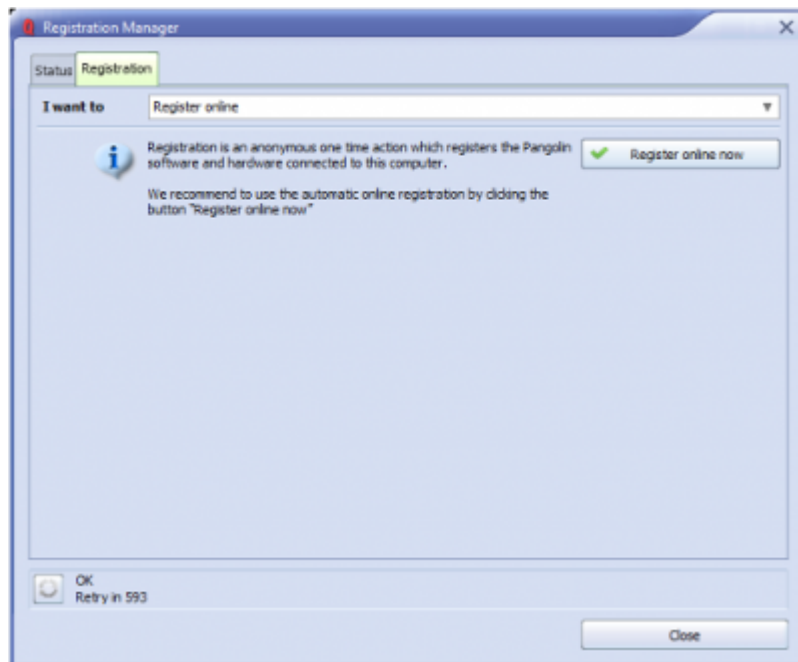 Registration Manager
Status Registration
I want to Register online
Registration is an anonymous one time action which registers the Pangolin
software and hardware connected to this computer.
Register online now
We recommend to use the automatic online registration by clicking the
button "Register online now"
OK
Retry in 593
Close